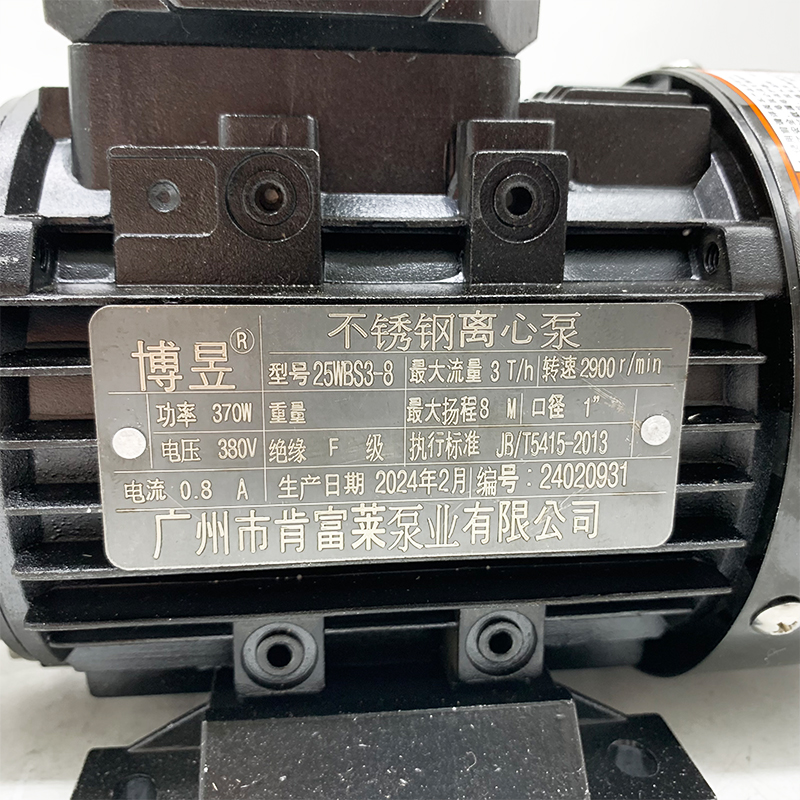 不锈钢离心泵
博昱®
型号 25WBS3-8 最大流量 3 T/h 转速 2900 r/min
功率 370W 重量 最大扬程 8 M 口径 1"
电压 380V 绝缘 F 级 执行标准 JB/T5415-2013
电流 0.8 A 生产日期 2024年2月 编号：24020931
广州市肯富莱泵业有限公司